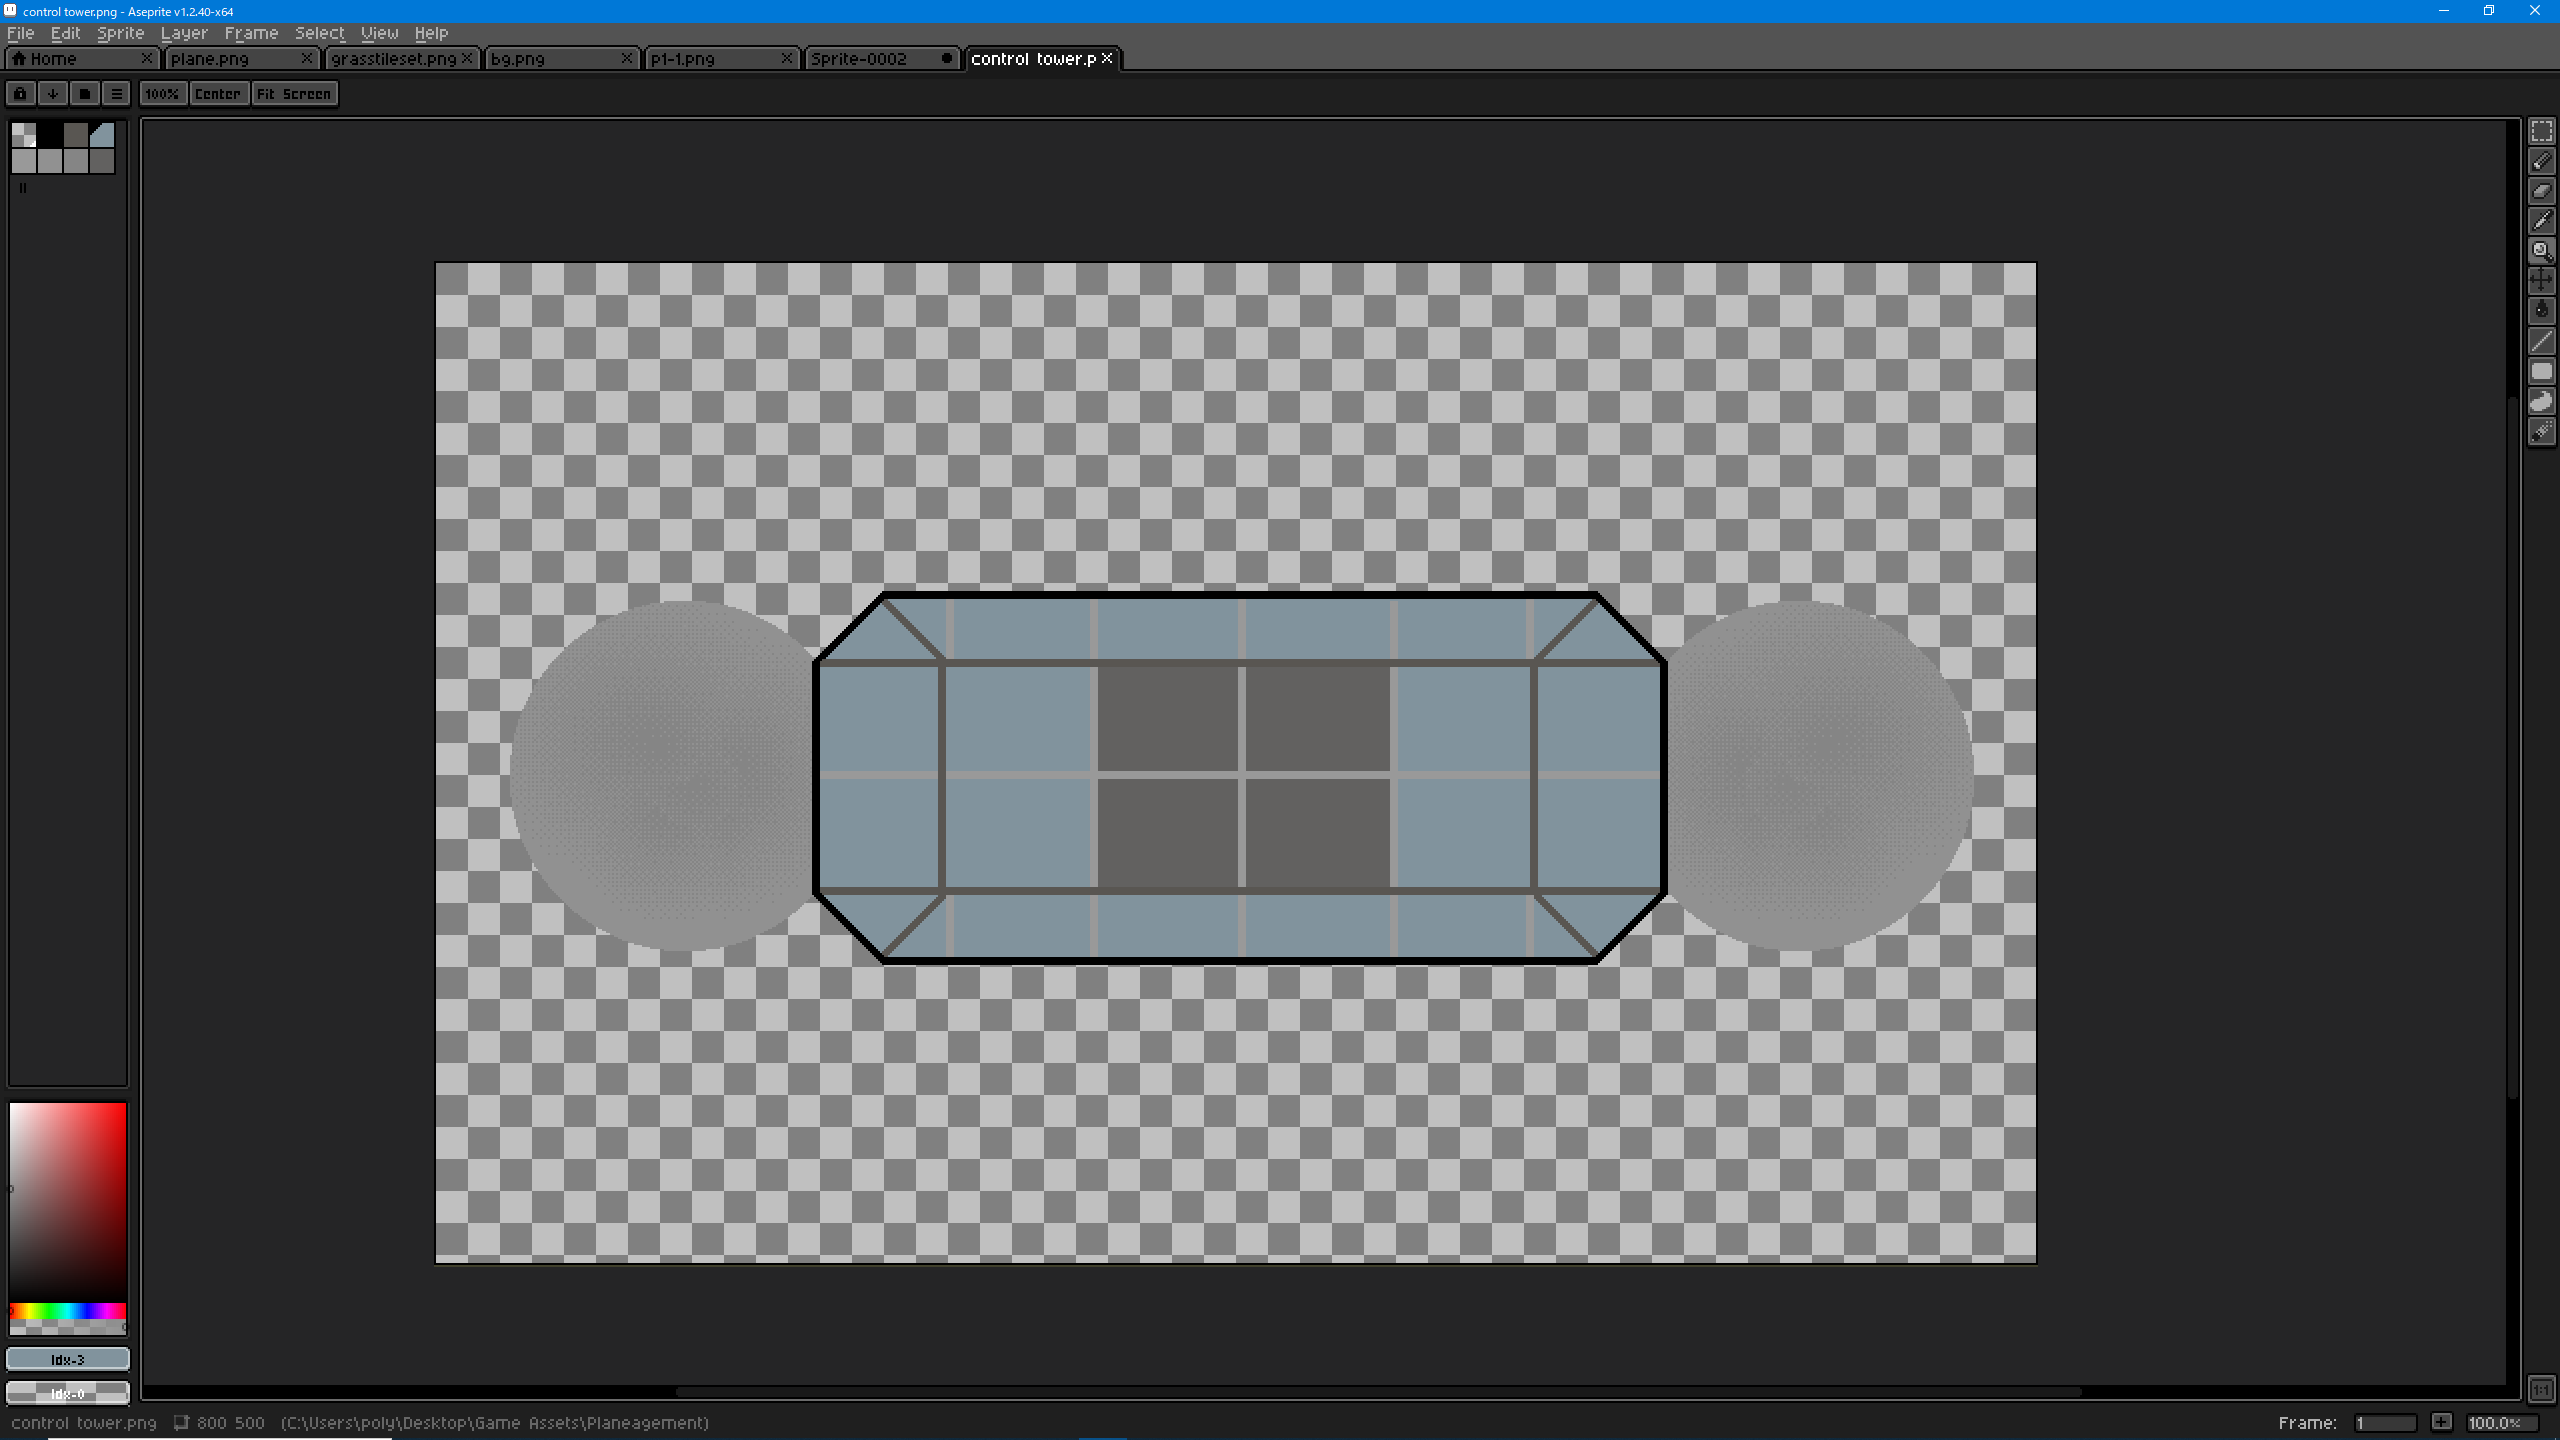 control tower.png - Aseprite v1.2.40-x64
File Edit Sprite Layer Frame Select View Help
Home plane.png grasstileset.png bg.png p1-1.png Sprite-0002 control tower.p
100% Center Fit Screen
Idx-3
Idx-0
1:1
control tower.png 800 500 (C:\Users\poly\Desktop\Game Assets\Planeagement) Frame: 1 100.0%